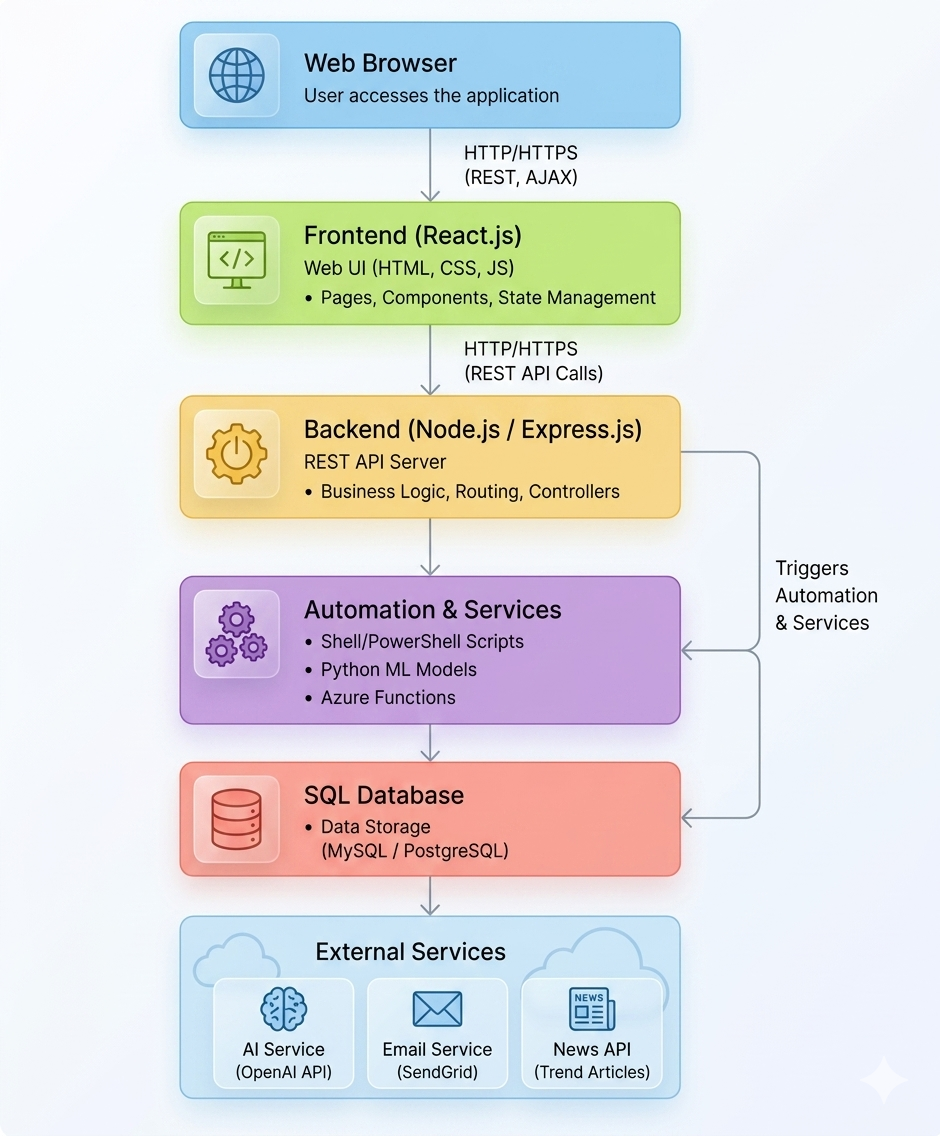 Web Browser
User accesses the application
HTTP/HTTPS
(REST, AJAX)
Frontend (React.js)
</>
Web UI (HTML, CSS, JS)
• Pages, Components, State Management
HTTP/HTTPS
(REST API Calls)
Backend (Node.js / Express.js)
REST API Server
• Business Logic, Routing, Controllers
Triggers
Automation
& Services
Automation & Services
• Shell/PowerShell Scripts
• Python ML Models
• Azure Functions
SQL Database
• Data Storage
(MySQL / PostgreSQL)
External Services
AI Service
(OpenAI API)
Email Service
(SendGrid)
NEWS
News API
(Trend Articles)